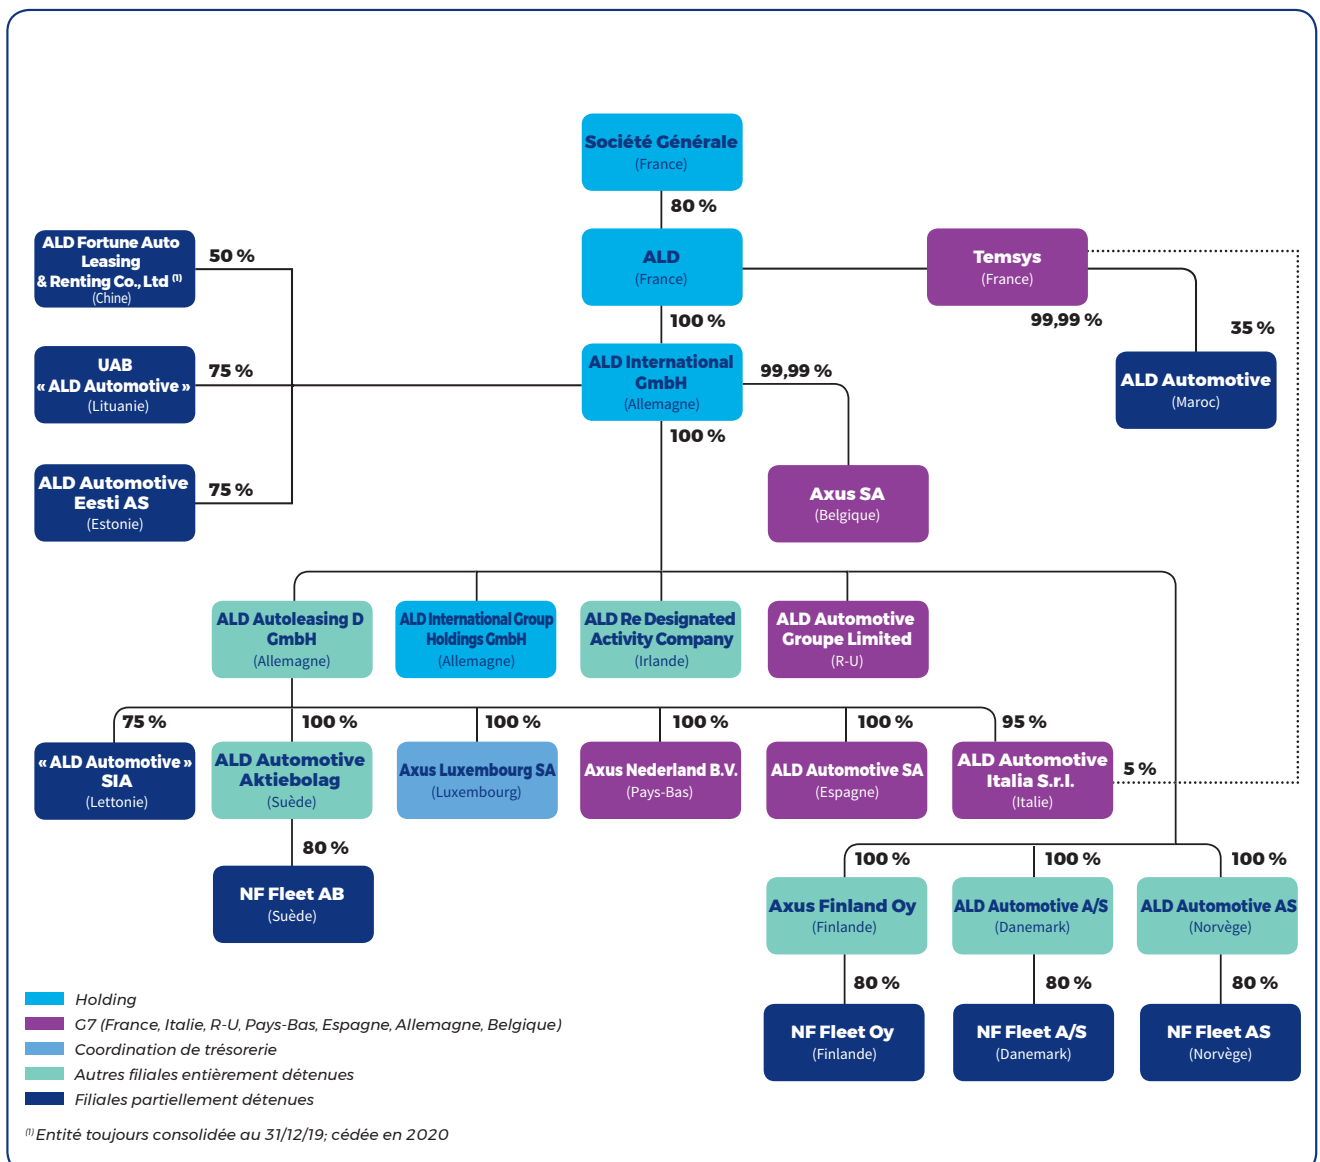 Société Générale
(France)
80 %
ALD Fortune Auto
Leasing
& Renting Co., Ltd (1)
(Chine)
50 %
ALD
(France)
Temsys
(France)
100 %
99,99 %
35 %
UAB
« ALD Automotive »
(Lituanie)
75 %
ALD International
GmbH
(Allemagne)
99,99 %
ALD Automotive
(Maroc)
100 %
ALD Automotive
Eesti AS
(Estonie)
75 %
Axus SA
(Belgique)
ALD Autoleasing D
GmbH
(Allemagne)
ALD International Group
Holdings GmbH
(Allemagne)
ALD Re Designated
Activity Company
(Irlande)
ALD Automotive
Groupe Limited
(R-U)
75 %
100 %
100 %
100 %
100 %
95 %
« ALD Automotive »
SIA
(Lettonie)
ALD Automotive
Aktiebolag
(Suède)
Axus Luxembourg SA
(Luxembourg)
Axus Nederland B.V.
(Pays-Bas)
ALD Automotive SA
(Espagne)
ALD Automotive
Italia S.r.l.
(Italie)
5 %
80 %
100 %
100 %
100 %
NF Fleet AB
(Suède)
Axus Finland Oy
(Finlande)
ALD Automotive A/S
(Danemark)
ALD Automotive AS
(Norvège)
80 %
80 %
80 %
NF Fleet Oy
(Finlande)
NF Fleet A/S
(Danemark)
NF Fleet AS
(Norvège)
Holding
G7 (France, Italie, R-U, Pays-Bas, Espagne, Allemagne, Belgique)
Coordination de trésorerie
Autres filiales entièrement détenues
Filiales partiellement détenues
(1) Entité toujours consolidée au 31/12/19; cédée en 2020